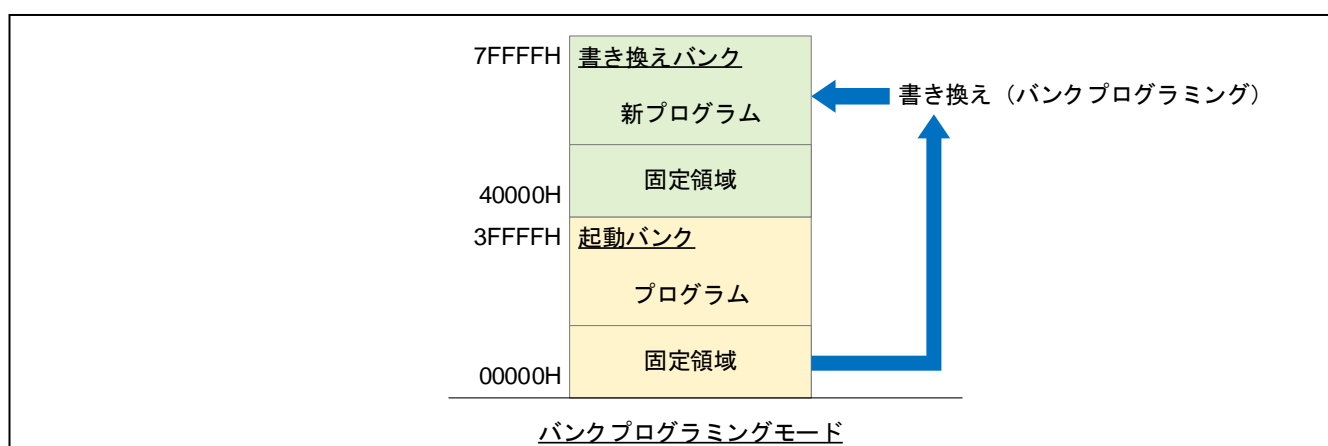 7FFFFH 書き換えバンク
書き換え（バンクプログラミング）
新プログラム
固定領域
40000H
3FFFFH 起動バンク
プログラム
固定領域
00000H
バンクプログラミングモード